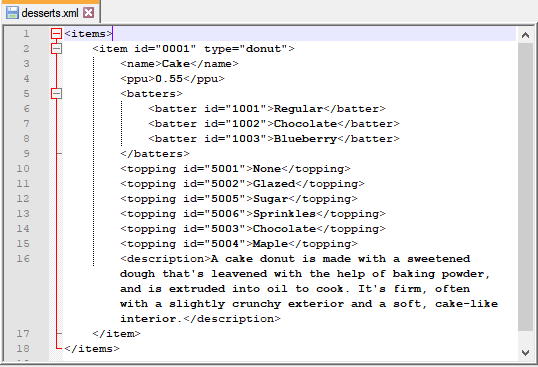 desserts.xml
1 <items>
2 <item id="0001" type="donut">
3 <name>Cake</name>
4 <ppu>0.55</ppu>
5 <batters>
6 <batter id="1001">Regular</batter>
7 <batter id="1002">Chocolate</batter>
8 <batter id="1003">Blueberry</batter>
9 </batters>
10 <topping id="5001">None</topping>
11 <topping id="5002">Glazed</topping>
12 <topping id="5005">Sugar</topping>
13 <topping id="5006">Sprinkles</topping>
14 <topping id="5003">Chocolate</topping>
15 <topping id="5004">Maple</topping>
16 <description>A cake donut is made with a sweetened
dough that's leavened with the help of baking powder,
and is extruded into oil to cook. It's firm, often
with a slightly crunchy exterior and a soft, cake-like
interior.</description>
17 </item>
18 </items>